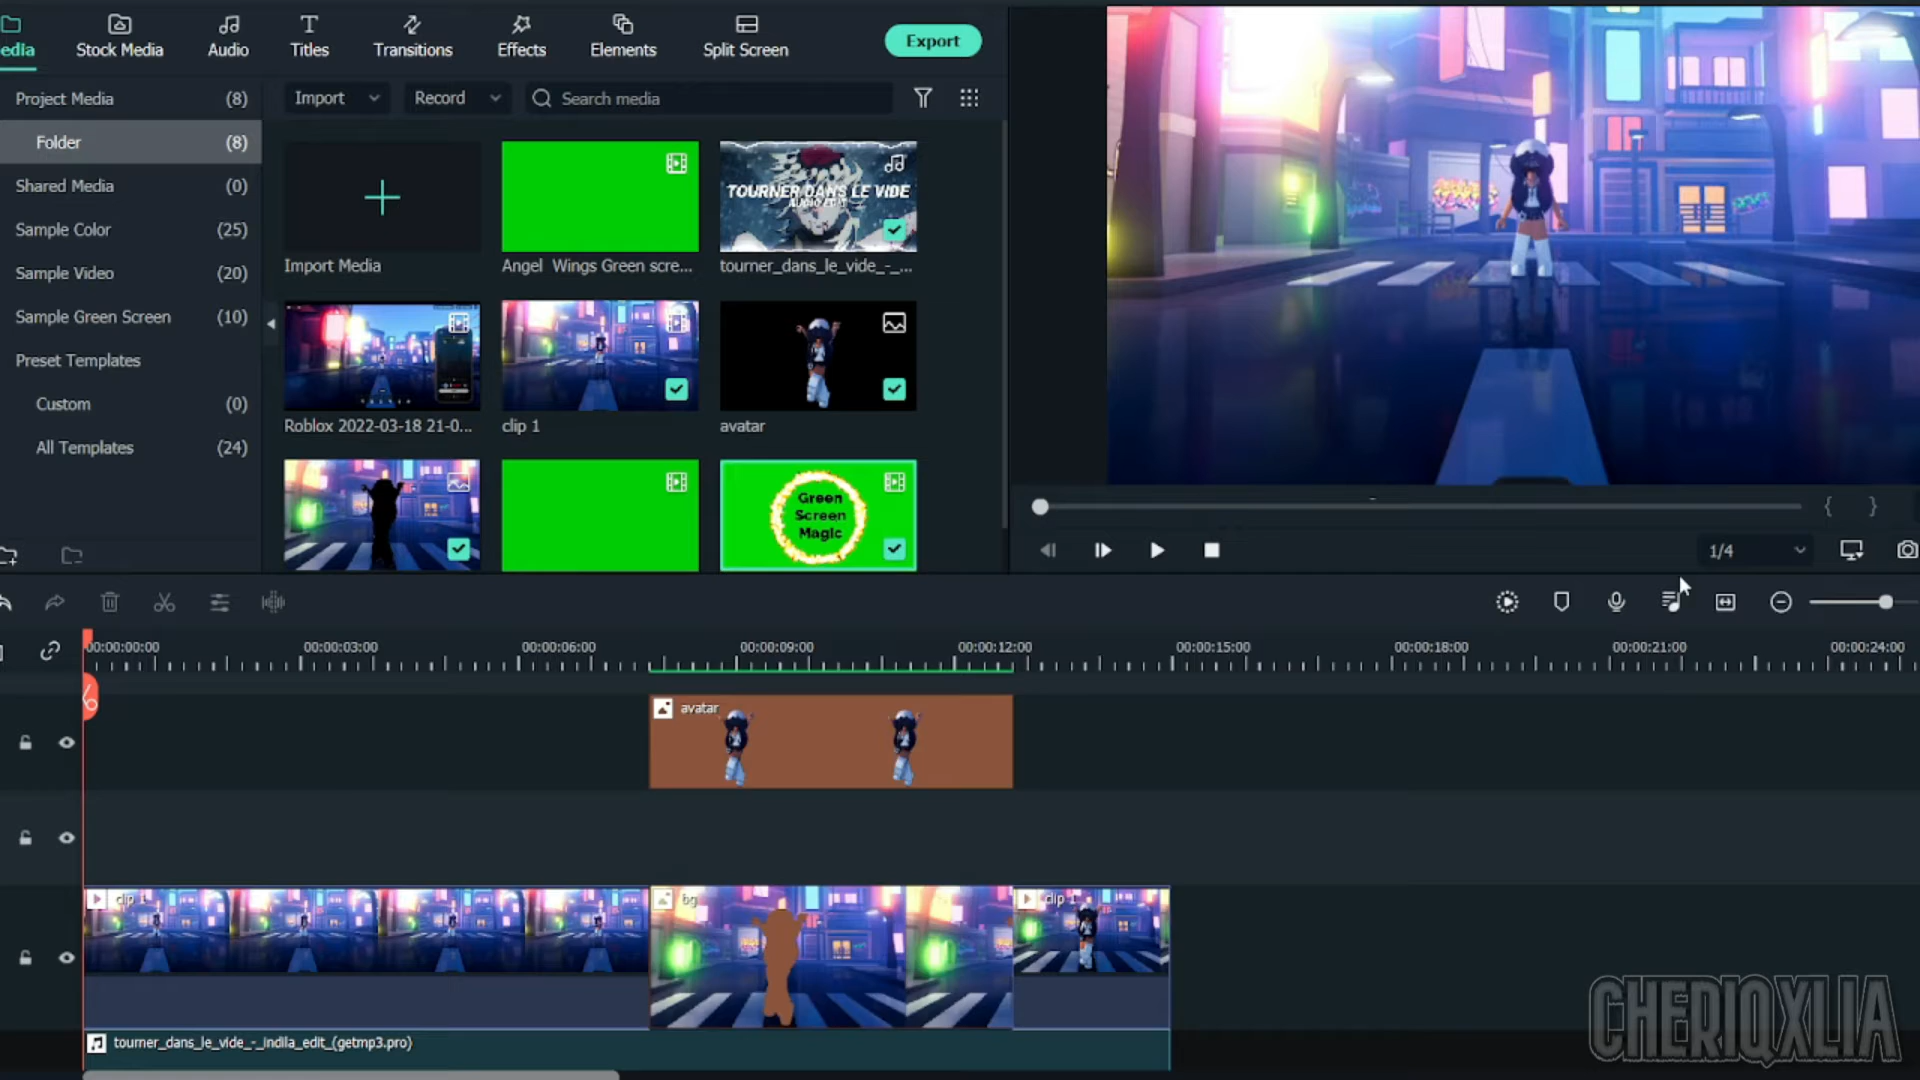 edia
Stock Media
Audio
Titles
Transitions
Effects
Elements
Split Screen
Export
Project Media (8)
Folder (8)
Shared Media (0)
Sample Color (25)
Sample Video (20)
Sample Green Screen (10)
Preset Templates
Custom (0)
All Templates (24)
Import
Record
Search media
TOURNER DANS LE VIDE
AUDIO EDIT
Import Media
Angel Wings Green scre...
tourner_dans_le_vide_-_...
Roblox 2022-03-18 21-0...
clip 1
avatar
Green
Screen
Magic
{ }
1/4
00:00:00:00
00:00:03:00
00:00:06:00
00:00:09:00
00:00:12:00
00:00:15:00
00:00:18:00
00:00:21:00
00:00:24:00
avatar
clip 1
bg
clip 1
tourner_dans_le_vide_-_indila_edit_(getmp3.pro)
CHERIQXLIA